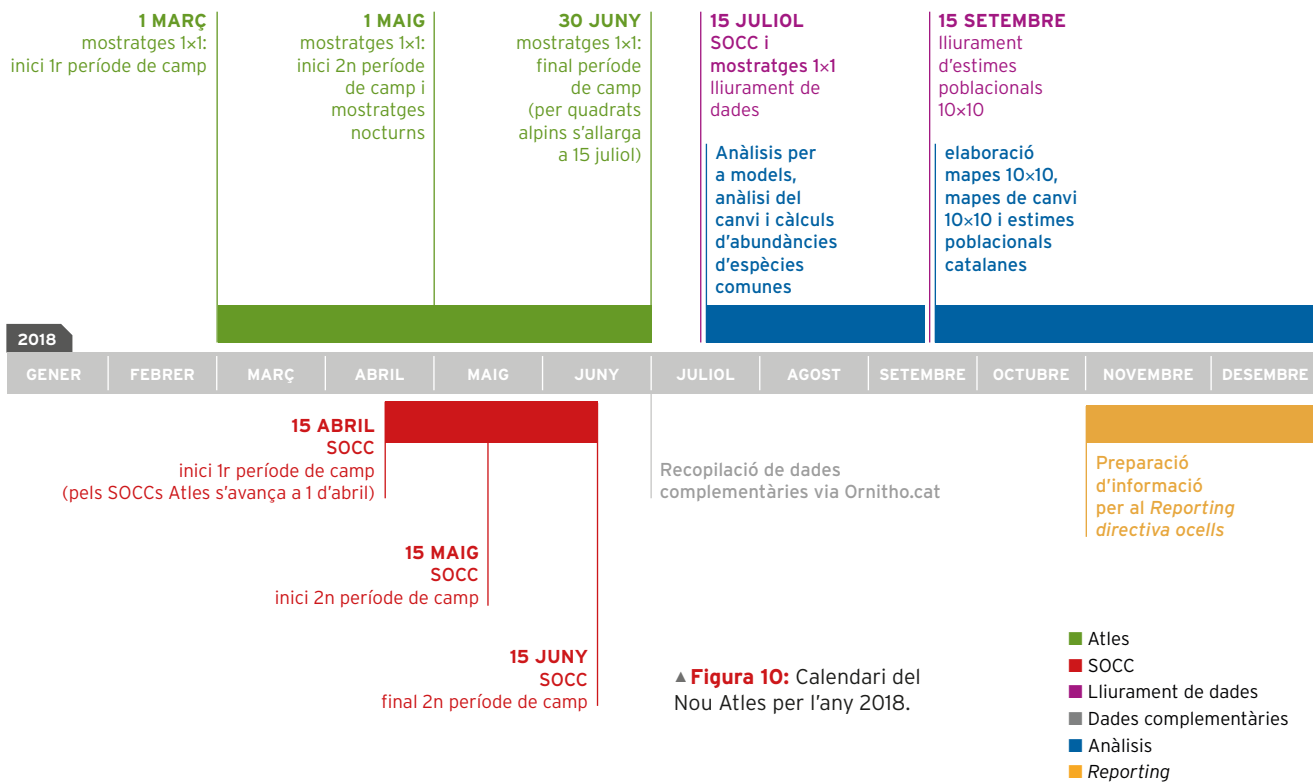 1 MARÇ
mostratges 1×1:
inici 1r període de camp
1 MAIG
mostratges 1×1:
inici 2n període
de camp i
mostratges
nocturns
30 JUNY
mostratges 1×1:
final període
de camp
(per quadrats
alpins s'allarga
a 15 juliol)
15 JULIOL
SOCC i
mostratges 1×1
lliurament de
dades
Anàlisis per
a models,
anàlisi del
canvi i càlculs
d'abundàncies
d'espècies
comunes
15 SETEMBRE
lliurament
d'estimes
poblacionals
10×10
elaboració
mapes 10×10,
mapes de canvi
10×10 i estimes
poblacionals
catalanes
2018
GENER FEBRER MARÇ ABRIL MAIG JUNY JULIOL AGOST SETEMBRE OCTUBRE NOVEMBRE DESEMBRE
15 ABRIL
SOCC
inici 1r període de camp
(pels SOCCs Atles s'avança a 1 d'abril)
15 MAIG
SOCC
inici 2n període de camp
15 JUNY
SOCC
final 2n període de camp
Recopilació de dades
complementàries via Ornitho.cat
Preparació
d'informació
per al Reporting
directiva ocells
▲ Figura 10: Calendari del
Nou Atles per l'any 2018.
Atles
SOCC
Lliurament de dades
Dades complementàries
Anàlisis
Reporting